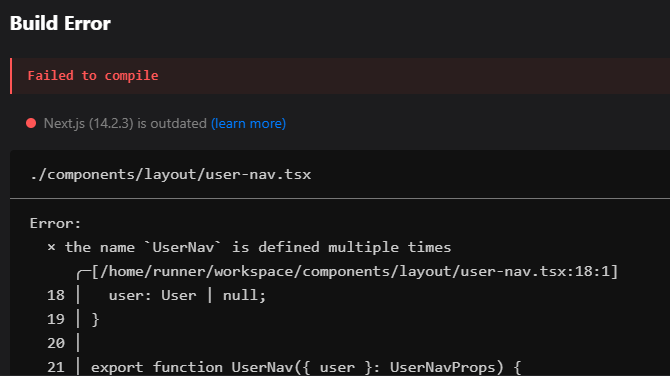 Build Error
Failed to compile
Next.js (14.2.3) is outdated (learn more)
./components/layout/user-nav.tsx
Error:
× the name `UserNav` is defined multiple times
╭─[/home/runner/workspace/components/layout/user-nav.tsx:18:1]
18 │   user: User | null;
19 │ }
20 │
21 │ export function UserNav({ user }: UserNavProps) {